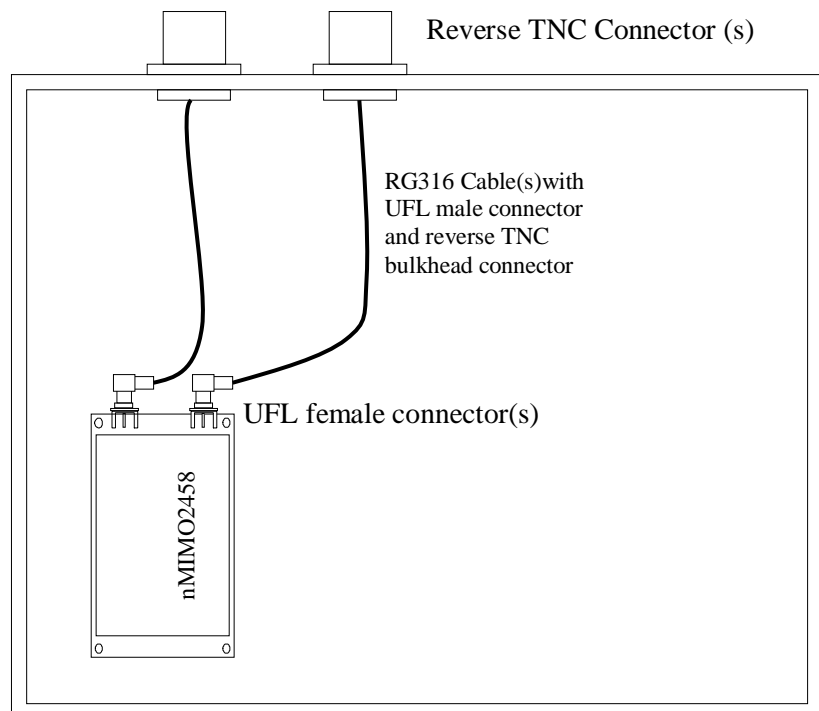 Reverse TNC Connector (s)
RG316 Cable(s)with
UFL male connector
and reverse TNC
bulkhead connector
UFL female connector(s)
nMIMO2458